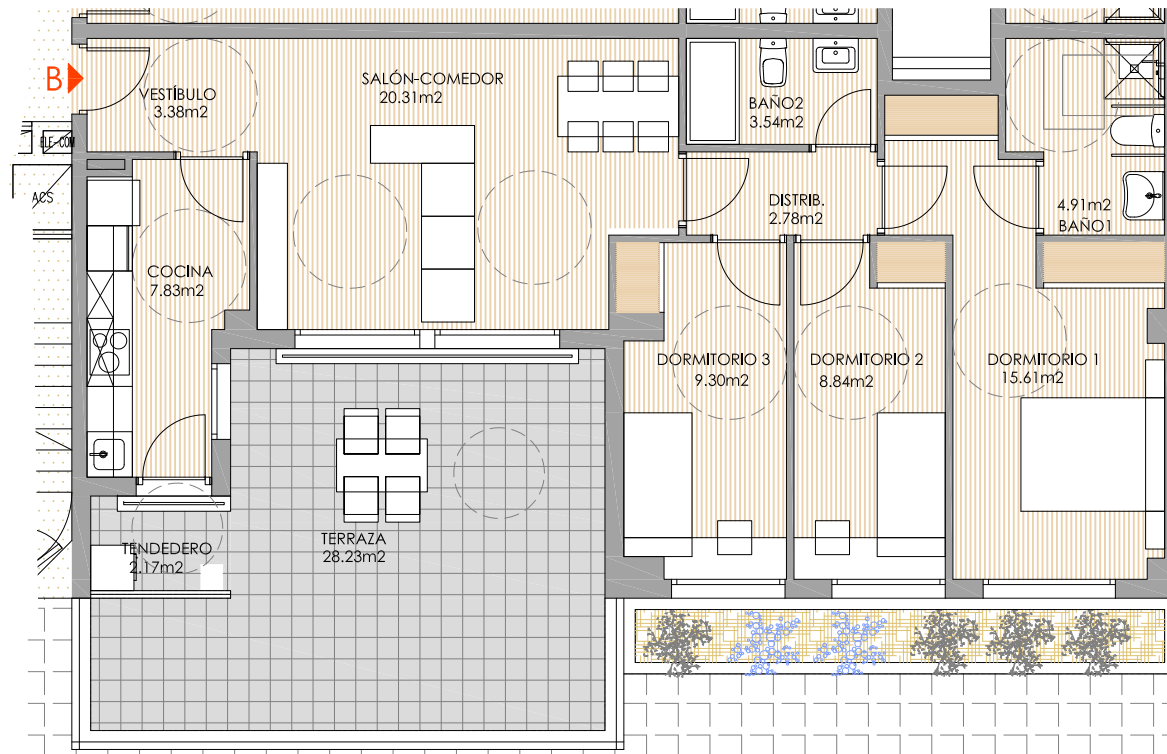 B
VESTÍBULO
3.38m2
SALÓN-COMEDOR
20.31m2
BAÑO2
3.54m2
ELE-COM
ACS
DISTRIB.
2.78m2
4.91m2
BAÑO1
COCINA
7.83m2
DORMITORIO 3
9.30m2
DORMITORIO 2
8.84m2
DORMITORIO 1
15.61m2
TENDEDERO
2.17m2
TERRAZA
28.23m2